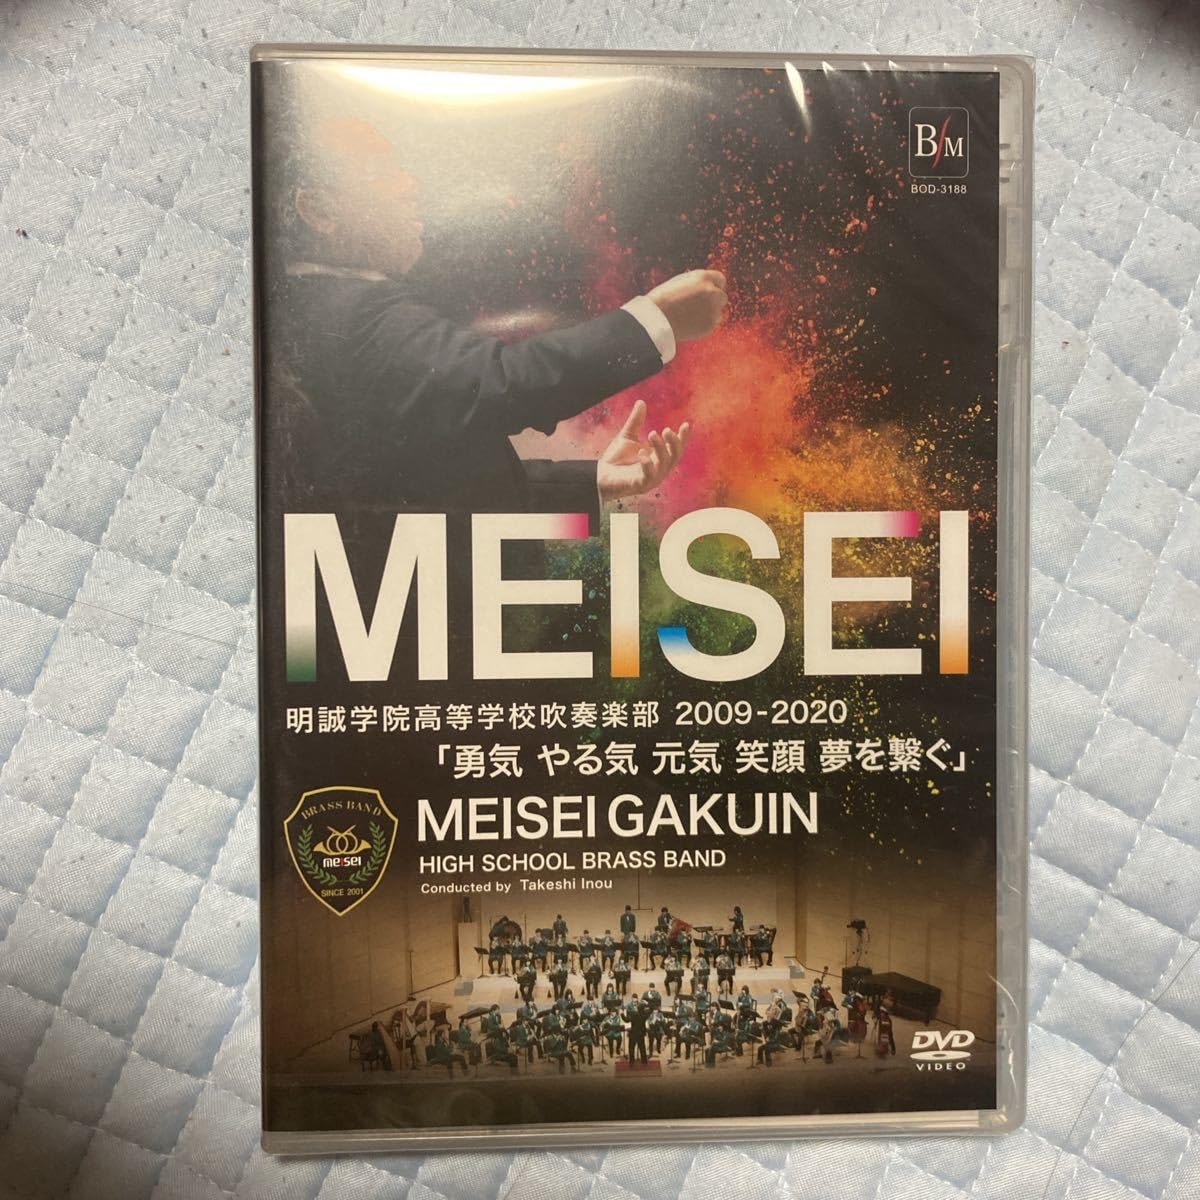 B/M
BOD-3188
MEISEI
明誠学院高等学校吹奏楽部 2009-2020
「勇気 やる気 元気 笑顔 夢を繋ぐ」
BRASS BAND
meisei
SINCE 2001
MEISEI GAKUIN
HIGH SCHOOL BRASS BAND
Conducted by Takeshi Inou
DVD
VIDEO